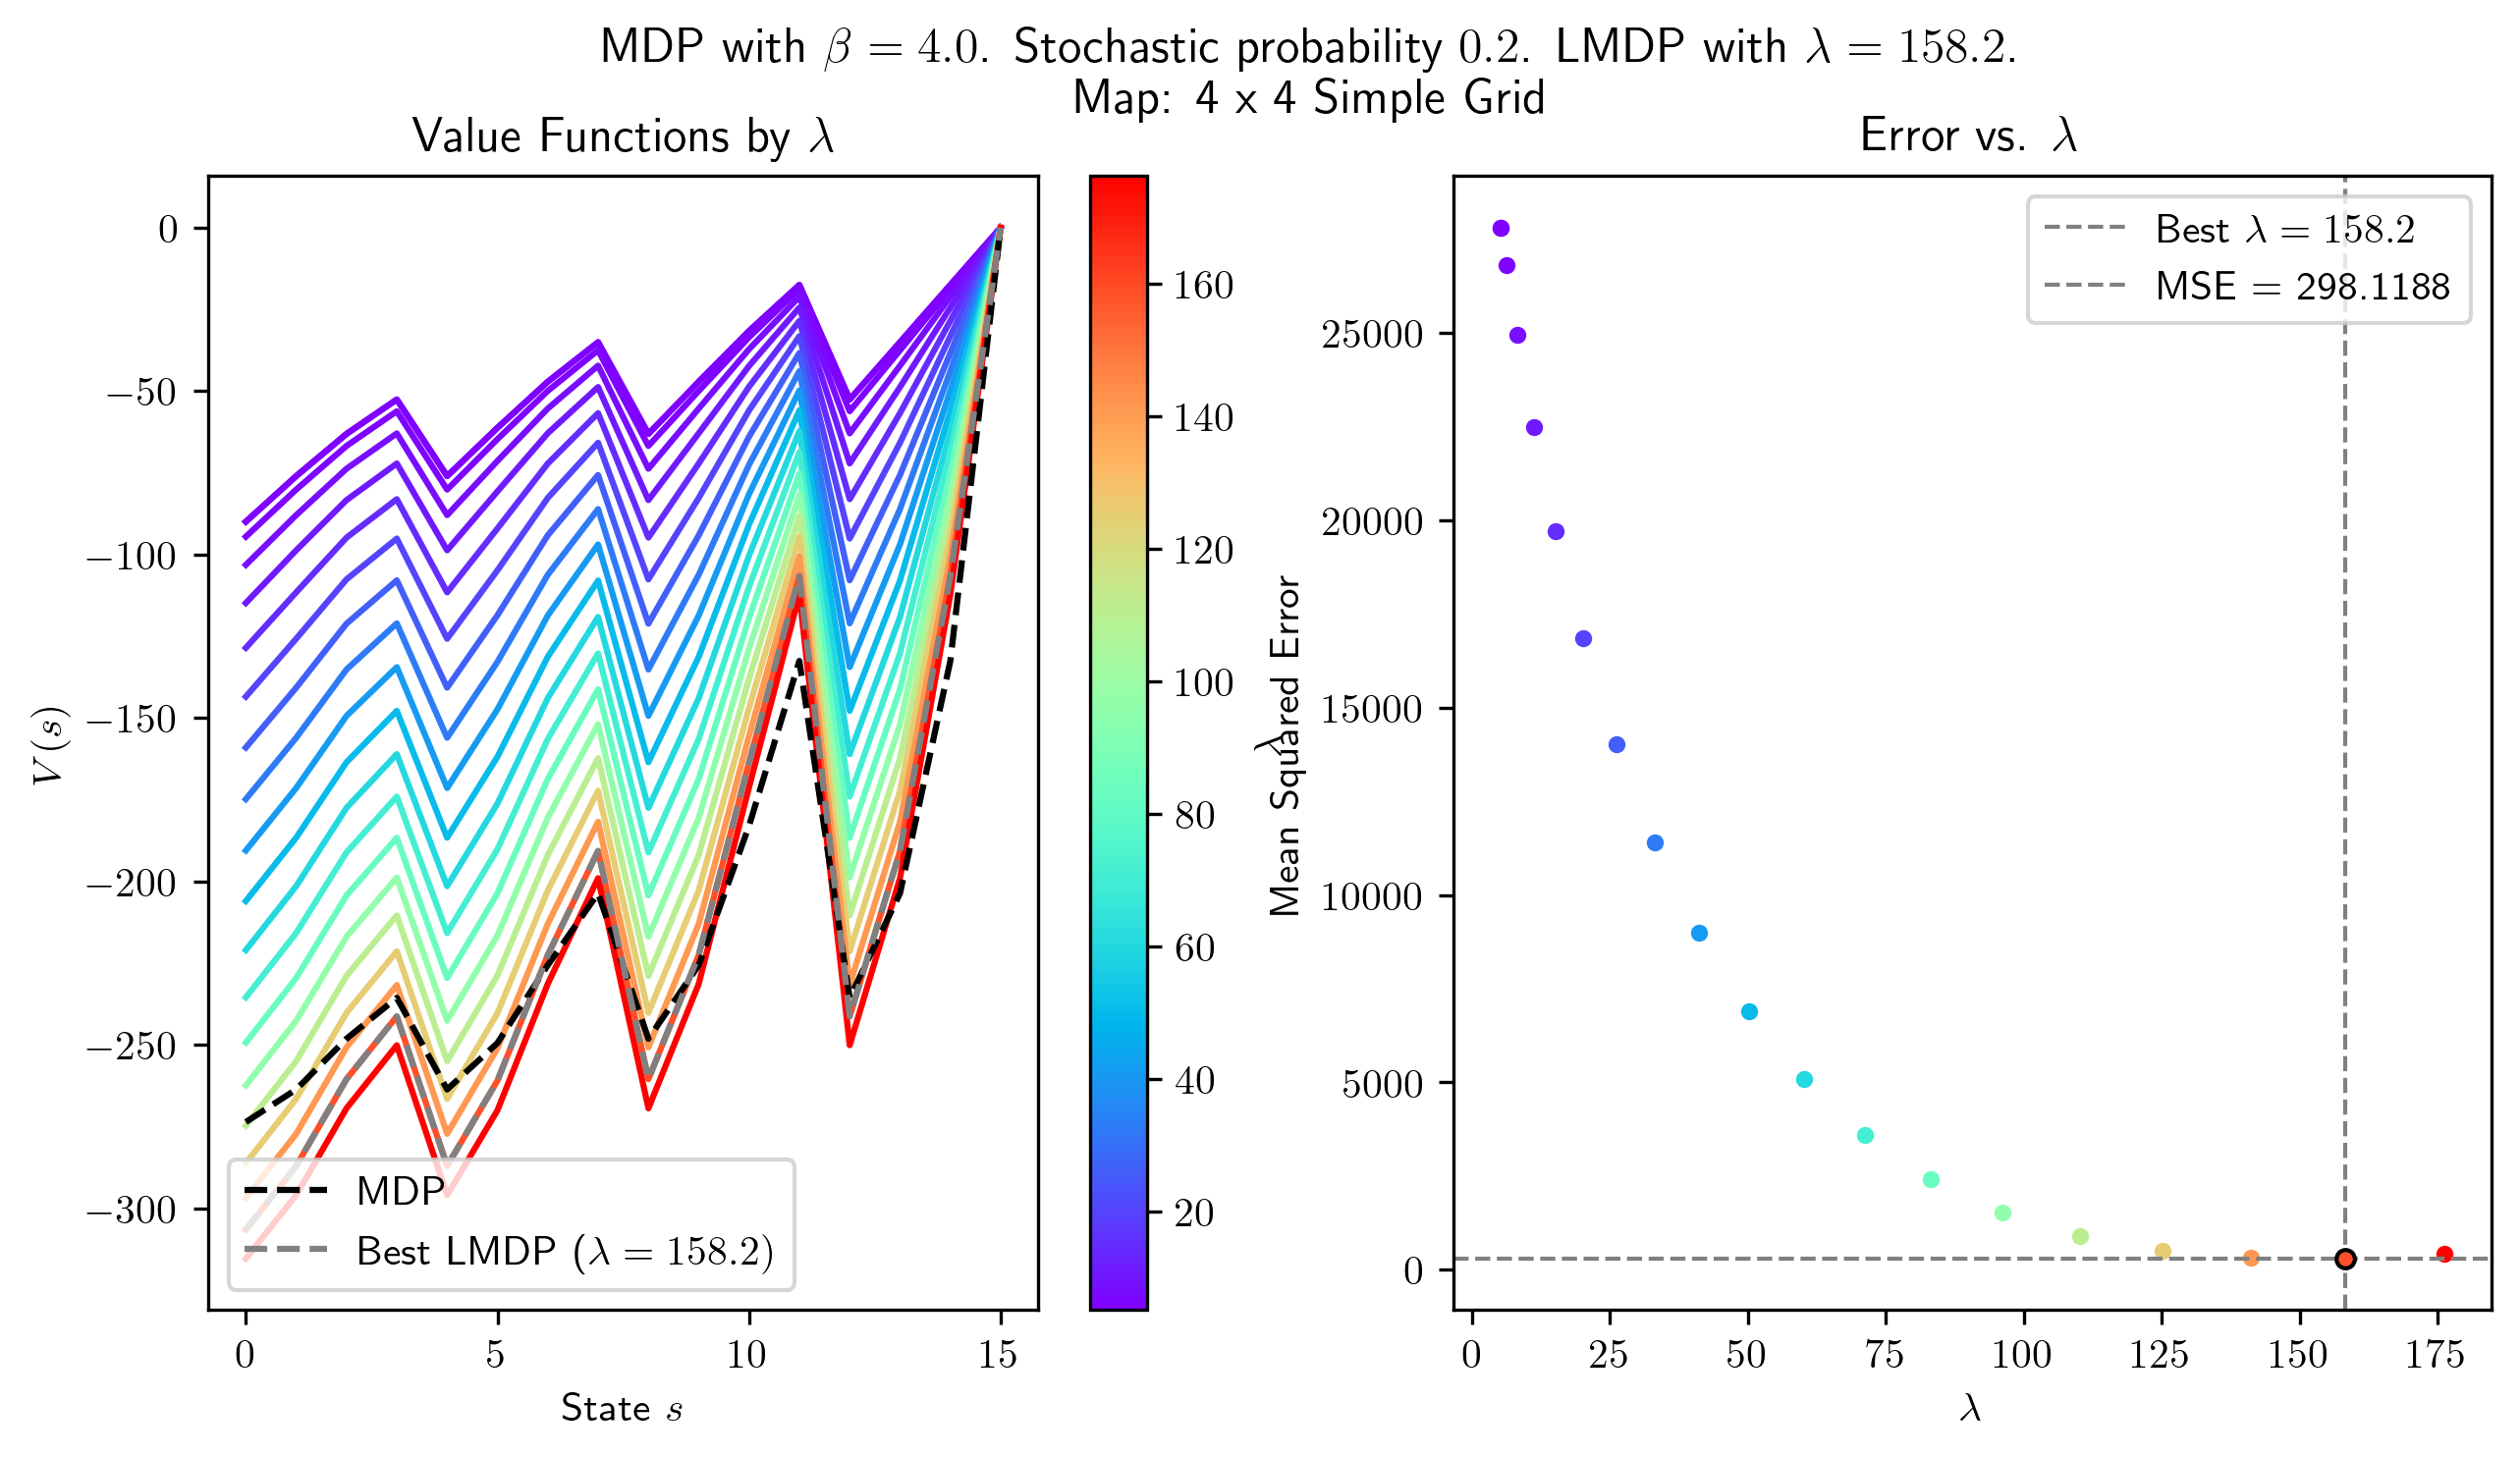 MDP with β = 4.0. Stochastic probability 0.2. LMDP with λ = 158.2.
Map: 4 x 4 Simple Grid
Value Functions by λ
0
−50
−100
−150
−200
−250
−300
V(s)
0
5
10
15
State s
MDP
Best LMDP (λ = 158.2)
160
140
120
100
80
60
40
20
λ
Error vs. λ
Best λ = 158.2
MSE = 298.1188
25000
20000
15000
10000
5000
0
Mean Squared Error
0
25
50
75
100
125
150
175
λ